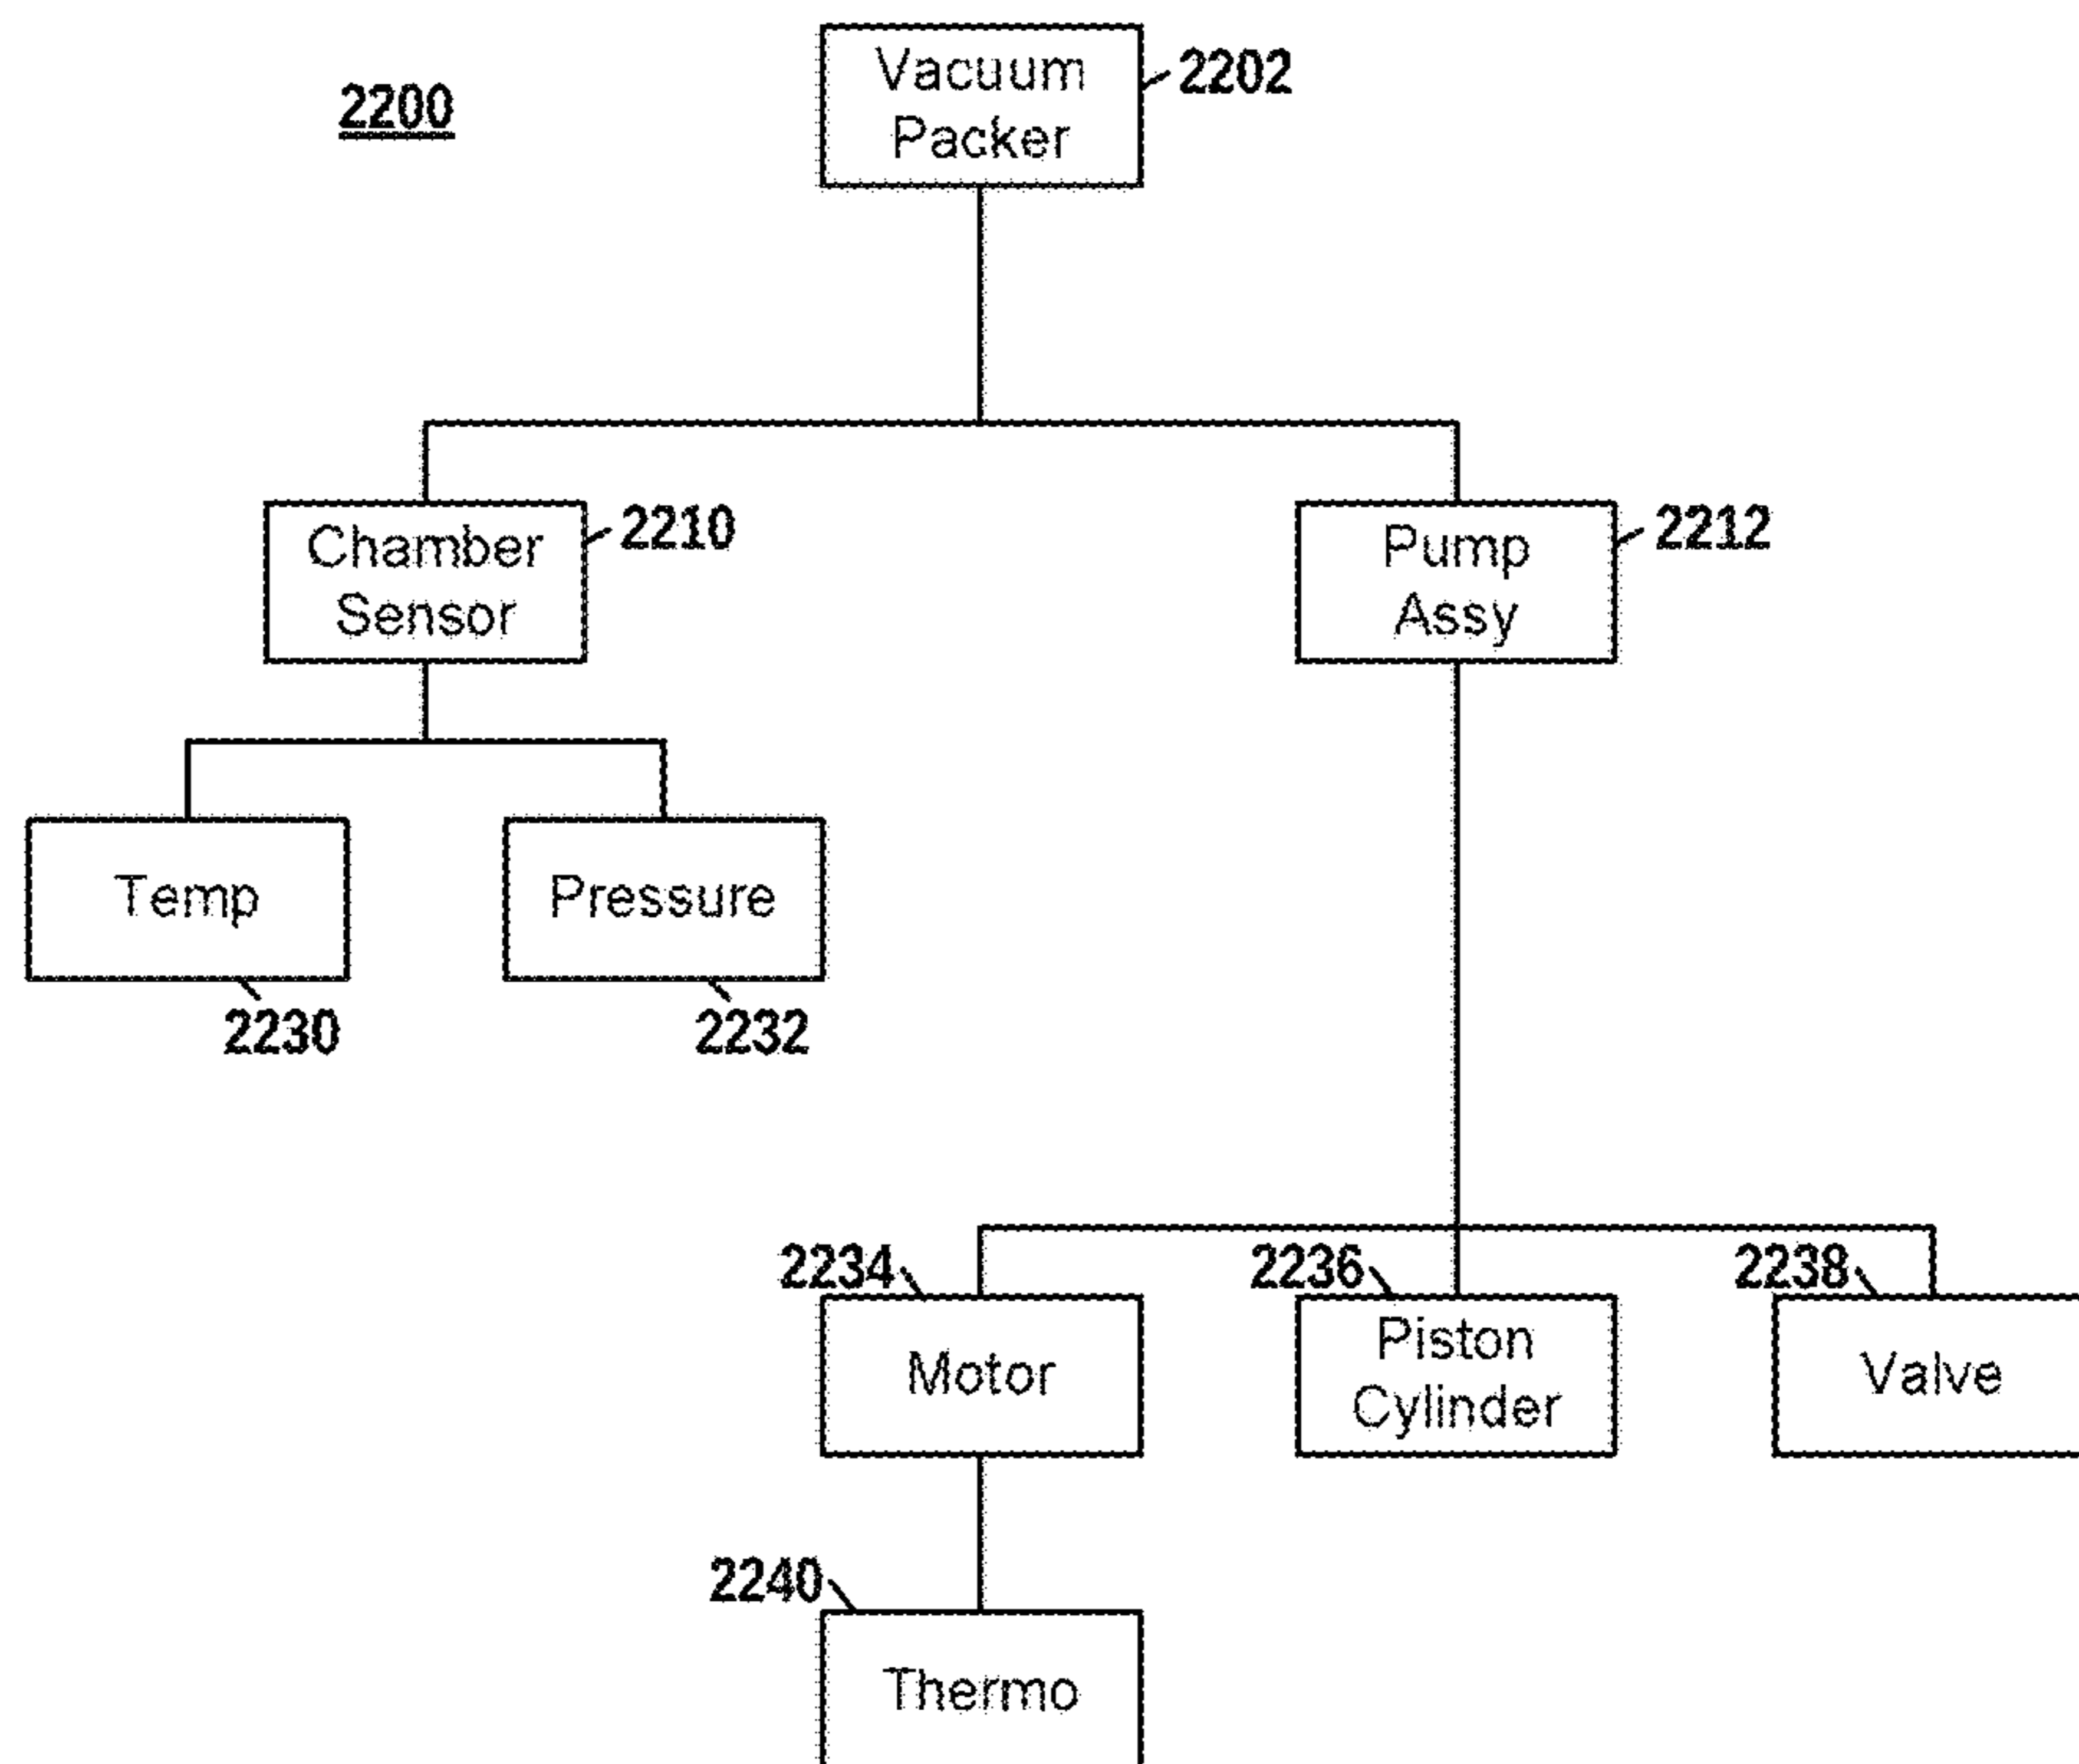 2200
Vacuum
Packer
2202
Chamber
Sensor
2210
Pump
Assy
2212
Temp
2230
Pressure
2232
2234
Motor
2236
Piston
Cylinder
2238
Valve
2240
Thermo